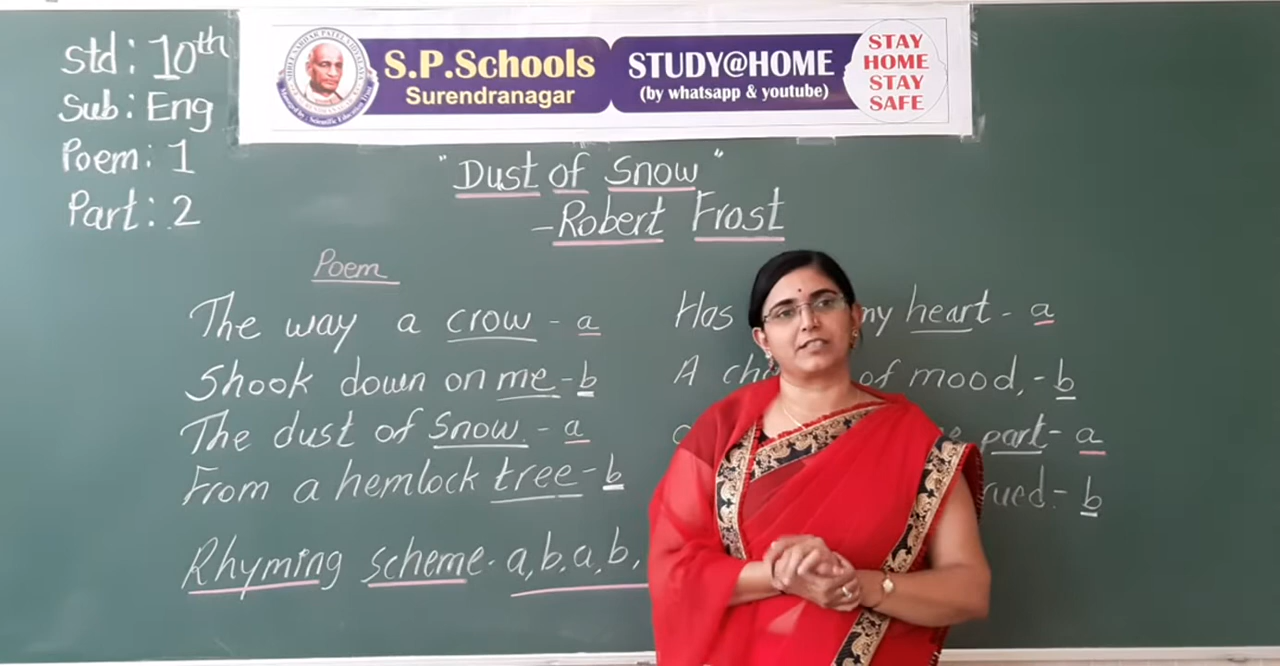 std: 10th
Sub: Eng
Poem: 1
Part: 2
S.P.Schools
Surendranagar
STUDY@HOME
(by whatsapp & youtube)
STAY
HOME
STAY
SAFE
"Dust of Snow"
-Robert Frost
Poem
The way a crow - a
Shook down on me - b
The dust of Snow. - a
From a hemlock tree - b
Has my heart - a
A of mood, - b
part - a
- b
Rhyming scheme. a, b, a, b,